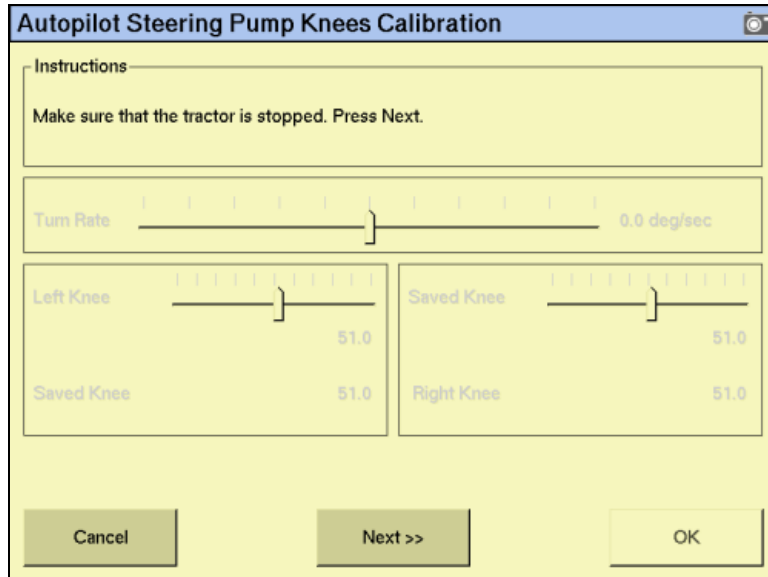 Autopilot Steering Pump Knees Calibration
Instructions
Make sure that the tractor is stopped. Press Next.
Turn Rate 0.0 deg/sec
Left Knee
51.0
Saved Knee 51.0
Saved Knee
51.0
Right Knee 51.0
Cancel Next >> OK